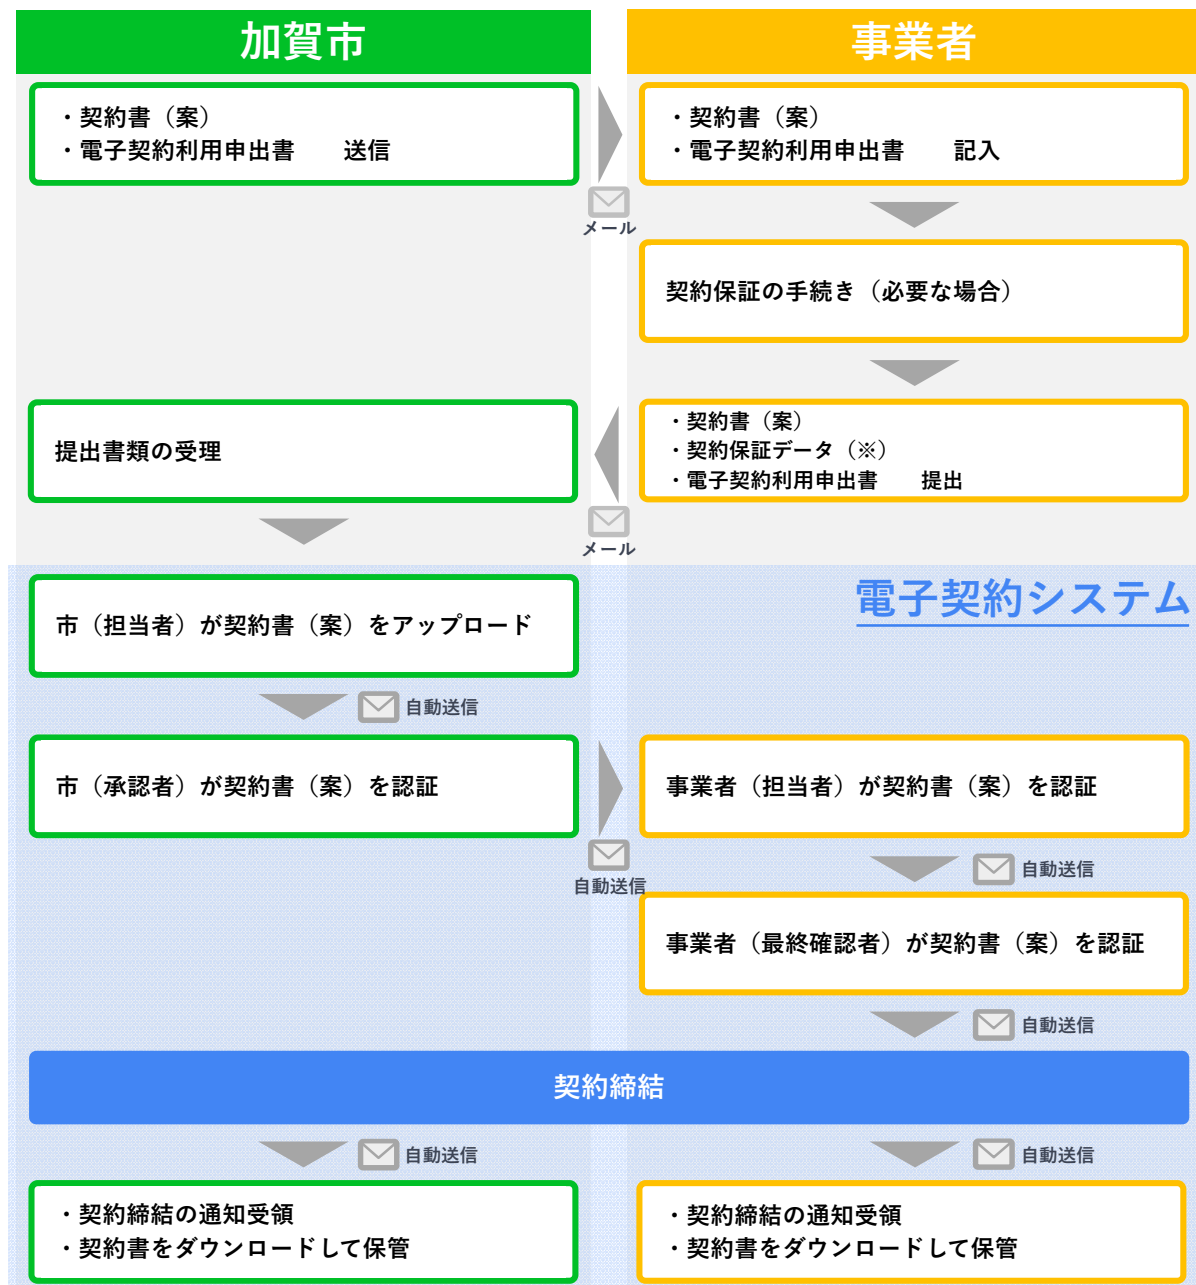 加賀市
事業者
・契約書（案）
・電子契約利用申出書　　送信
メール
・契約書（案）
・電子契約利用申出書　　記入
契約保証の手続き（必要な場合）
・契約書（案）
・契約保証データ（※）
・電子契約利用申出書　　提出
メール
提出書類の受理
電子契約システム
市（担当者）が契約書（案）をアップロード
自動送信
市（承認者）が契約書（案）を認証
自動送信
事業者（担当者）が契約書（案）を認証
自動送信
事業者（最終確認者）が契約書（案）を認証
自動送信
契約締結
自動送信
自動送信
・契約締結の通知受領
・契約書をダウンロードして保管
・契約締結の通知受領
・契約書をダウンロードして保管